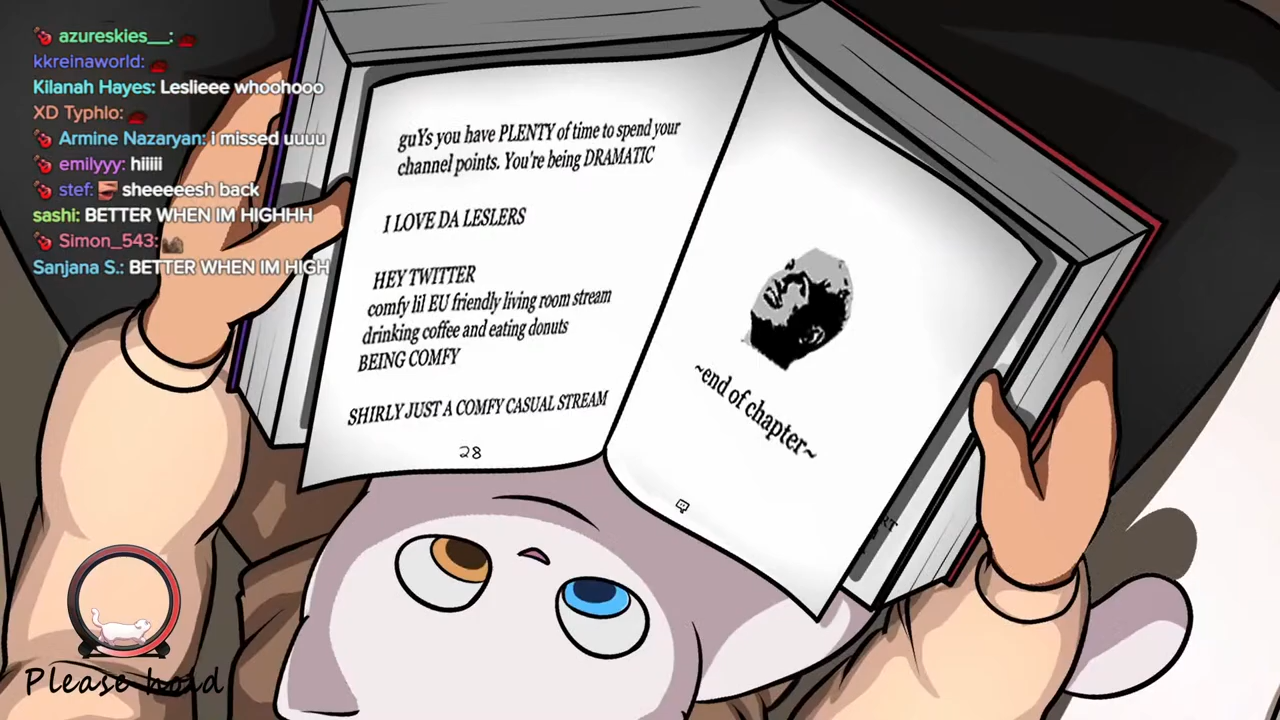 azureskies__:
kkreinaworld:
Kilanah Hayes: Leslieee whoohooo
XD Typhlo:
Armine Nazaryan: i missed uuuu
emilyyy: hiiiii
stef: sheeeeesh back
sashi: BETTER WHEN IM HIGHHH
Simon_543:
Sanjana S.: BETTER WHEN IM HIGH
guYs you have PLENTY of time to spend your
channel points. You're being DRAMATIC
I LOVE DA LESLERS
HEY TWITTER
comfy lil EU friendly living room stream
drinking coffee and eating donuts
BEING COMFY
SHIRLY JUST A COMFY CASUAL STREAM
28
~end of chapter~
RT
Please hold